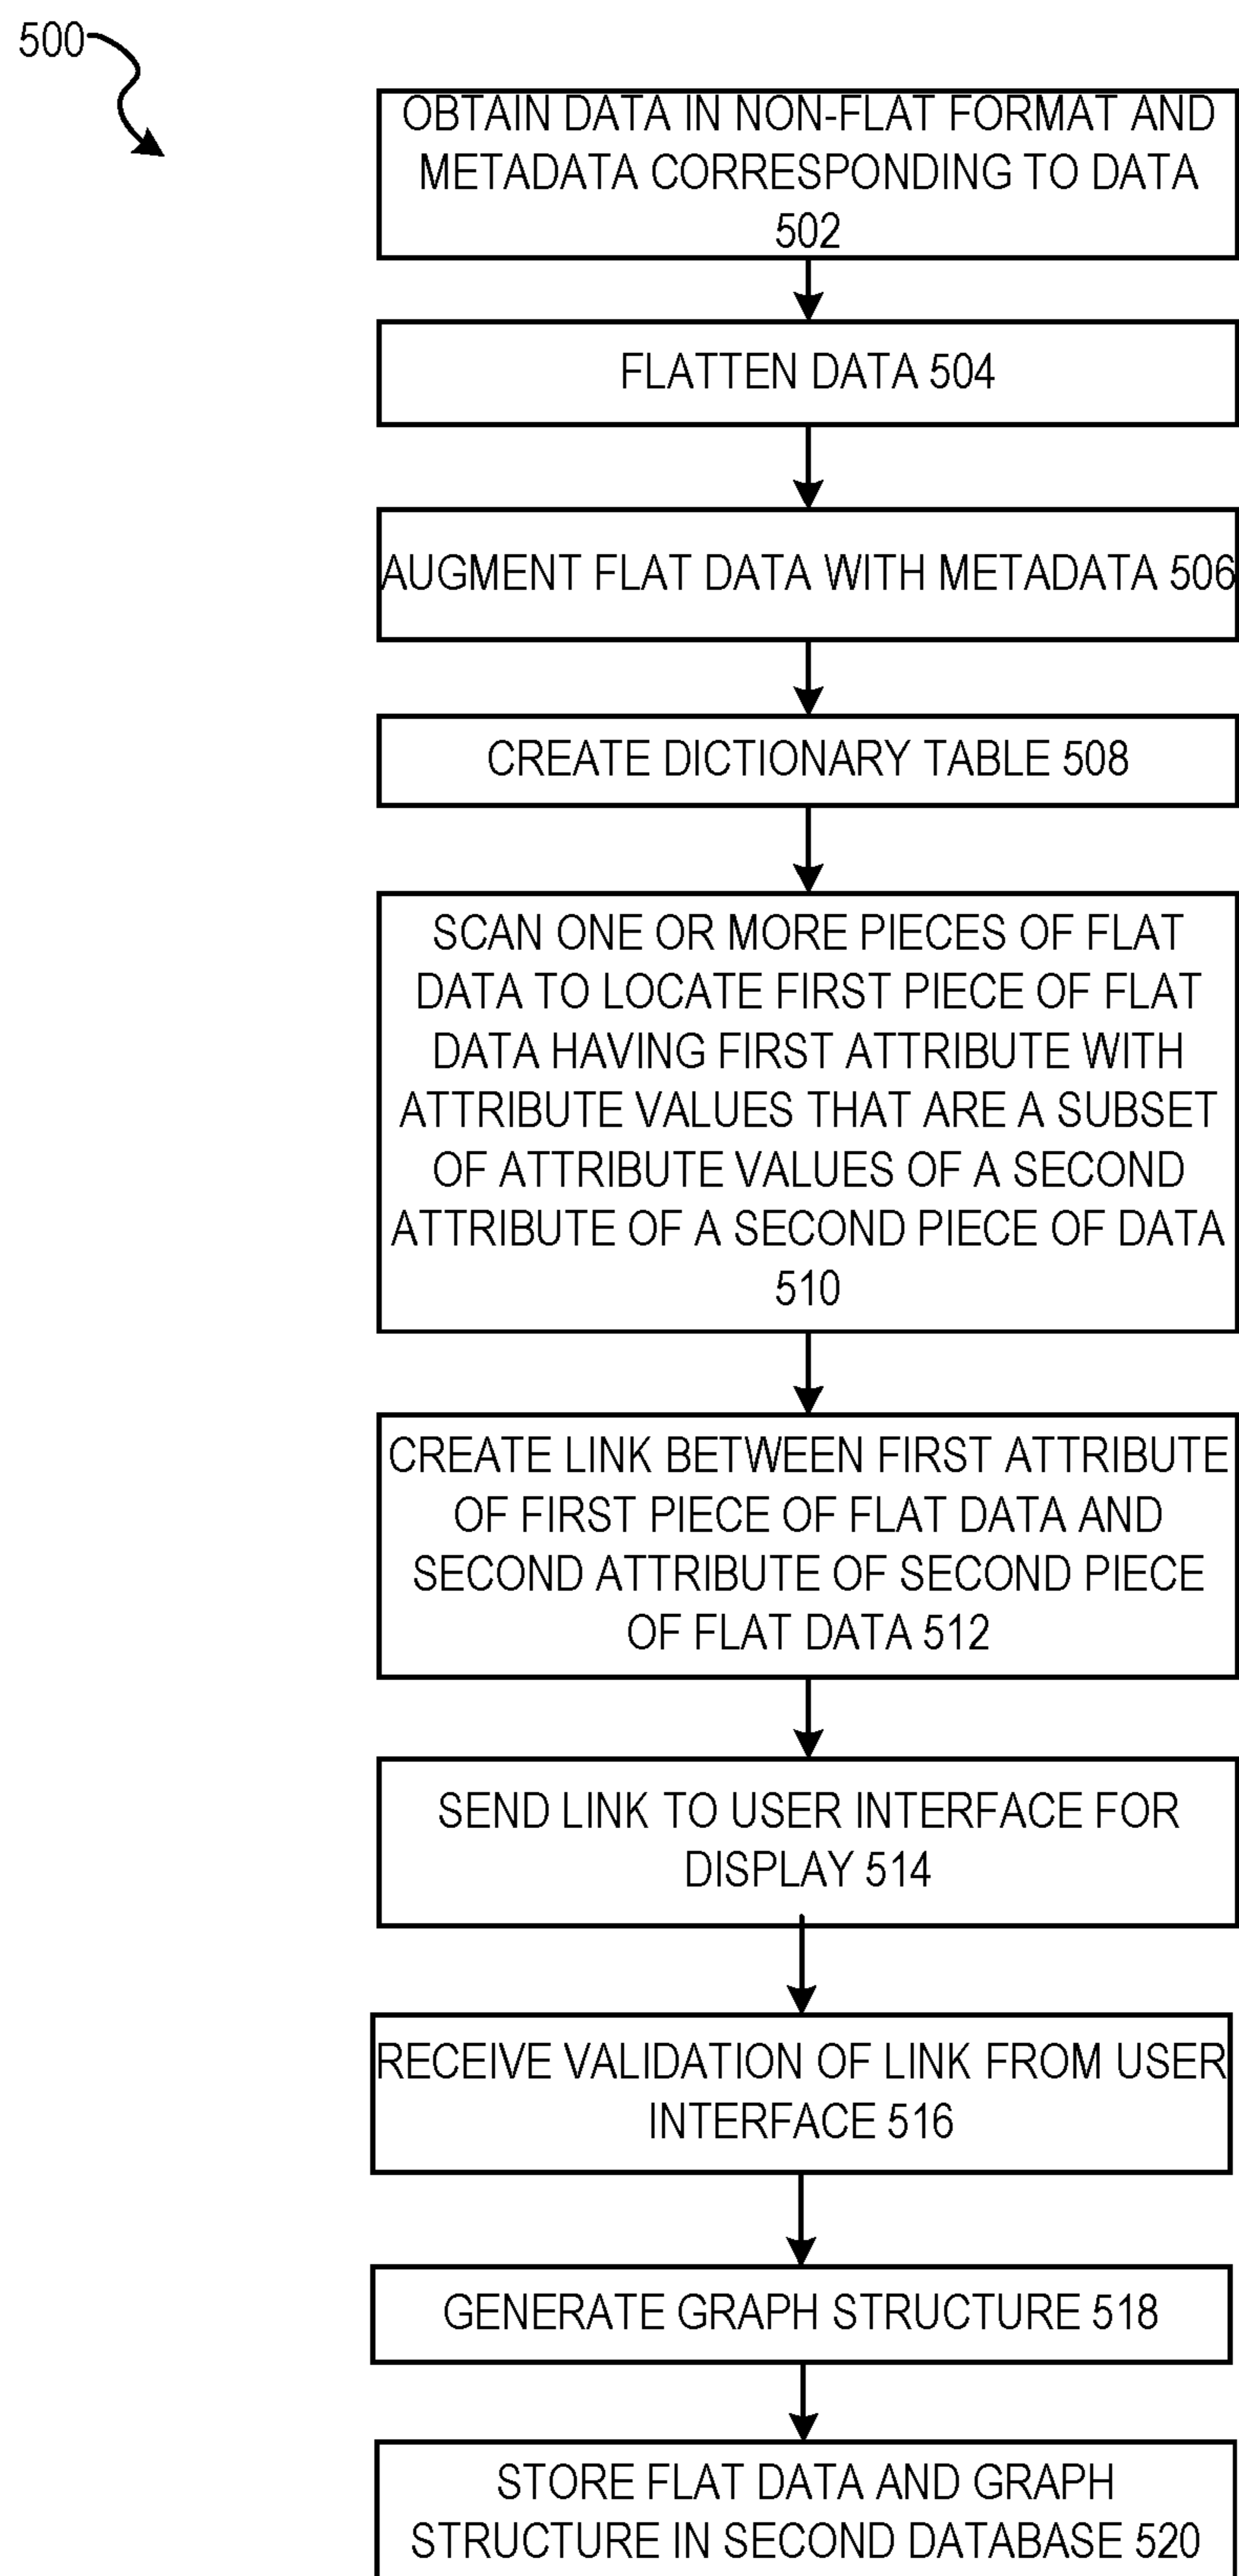 500
OBTAIN DATA IN NON-FLAT FORMAT AND
METADATA CORRESPONDING TO DATA
502
FLATTEN DATA 504
AUGMENT FLAT DATA WITH METADATA 506
CREATE DICTIONARY TABLE 508
SCAN ONE OR MORE PIECES OF FLAT
DATA TO LOCATE FIRST PIECE OF FLAT
DATA HAVING FIRST ATTRIBUTE WITH
ATTRIBUTE VALUES THAT ARE A SUBSET
OF ATTRIBUTE VALUES OF A SECOND
ATTRIBUTE OF A SECOND PIECE OF DATA
510
CREATE LINK BETWEEN FIRST ATTRIBUTE
OF FIRST PIECE OF FLAT DATA AND
SECOND ATTRIBUTE OF SECOND PIECE
OF FLAT DATA 512
SEND LINK TO USER INTERFACE FOR
DISPLAY 514
RECEIVE VALIDATION OF LINK FROM USER
INTERFACE 516
GENERATE GRAPH STRUCTURE 518
STORE FLAT DATA AND GRAPH
STRUCTURE IN SECOND DATABASE 520